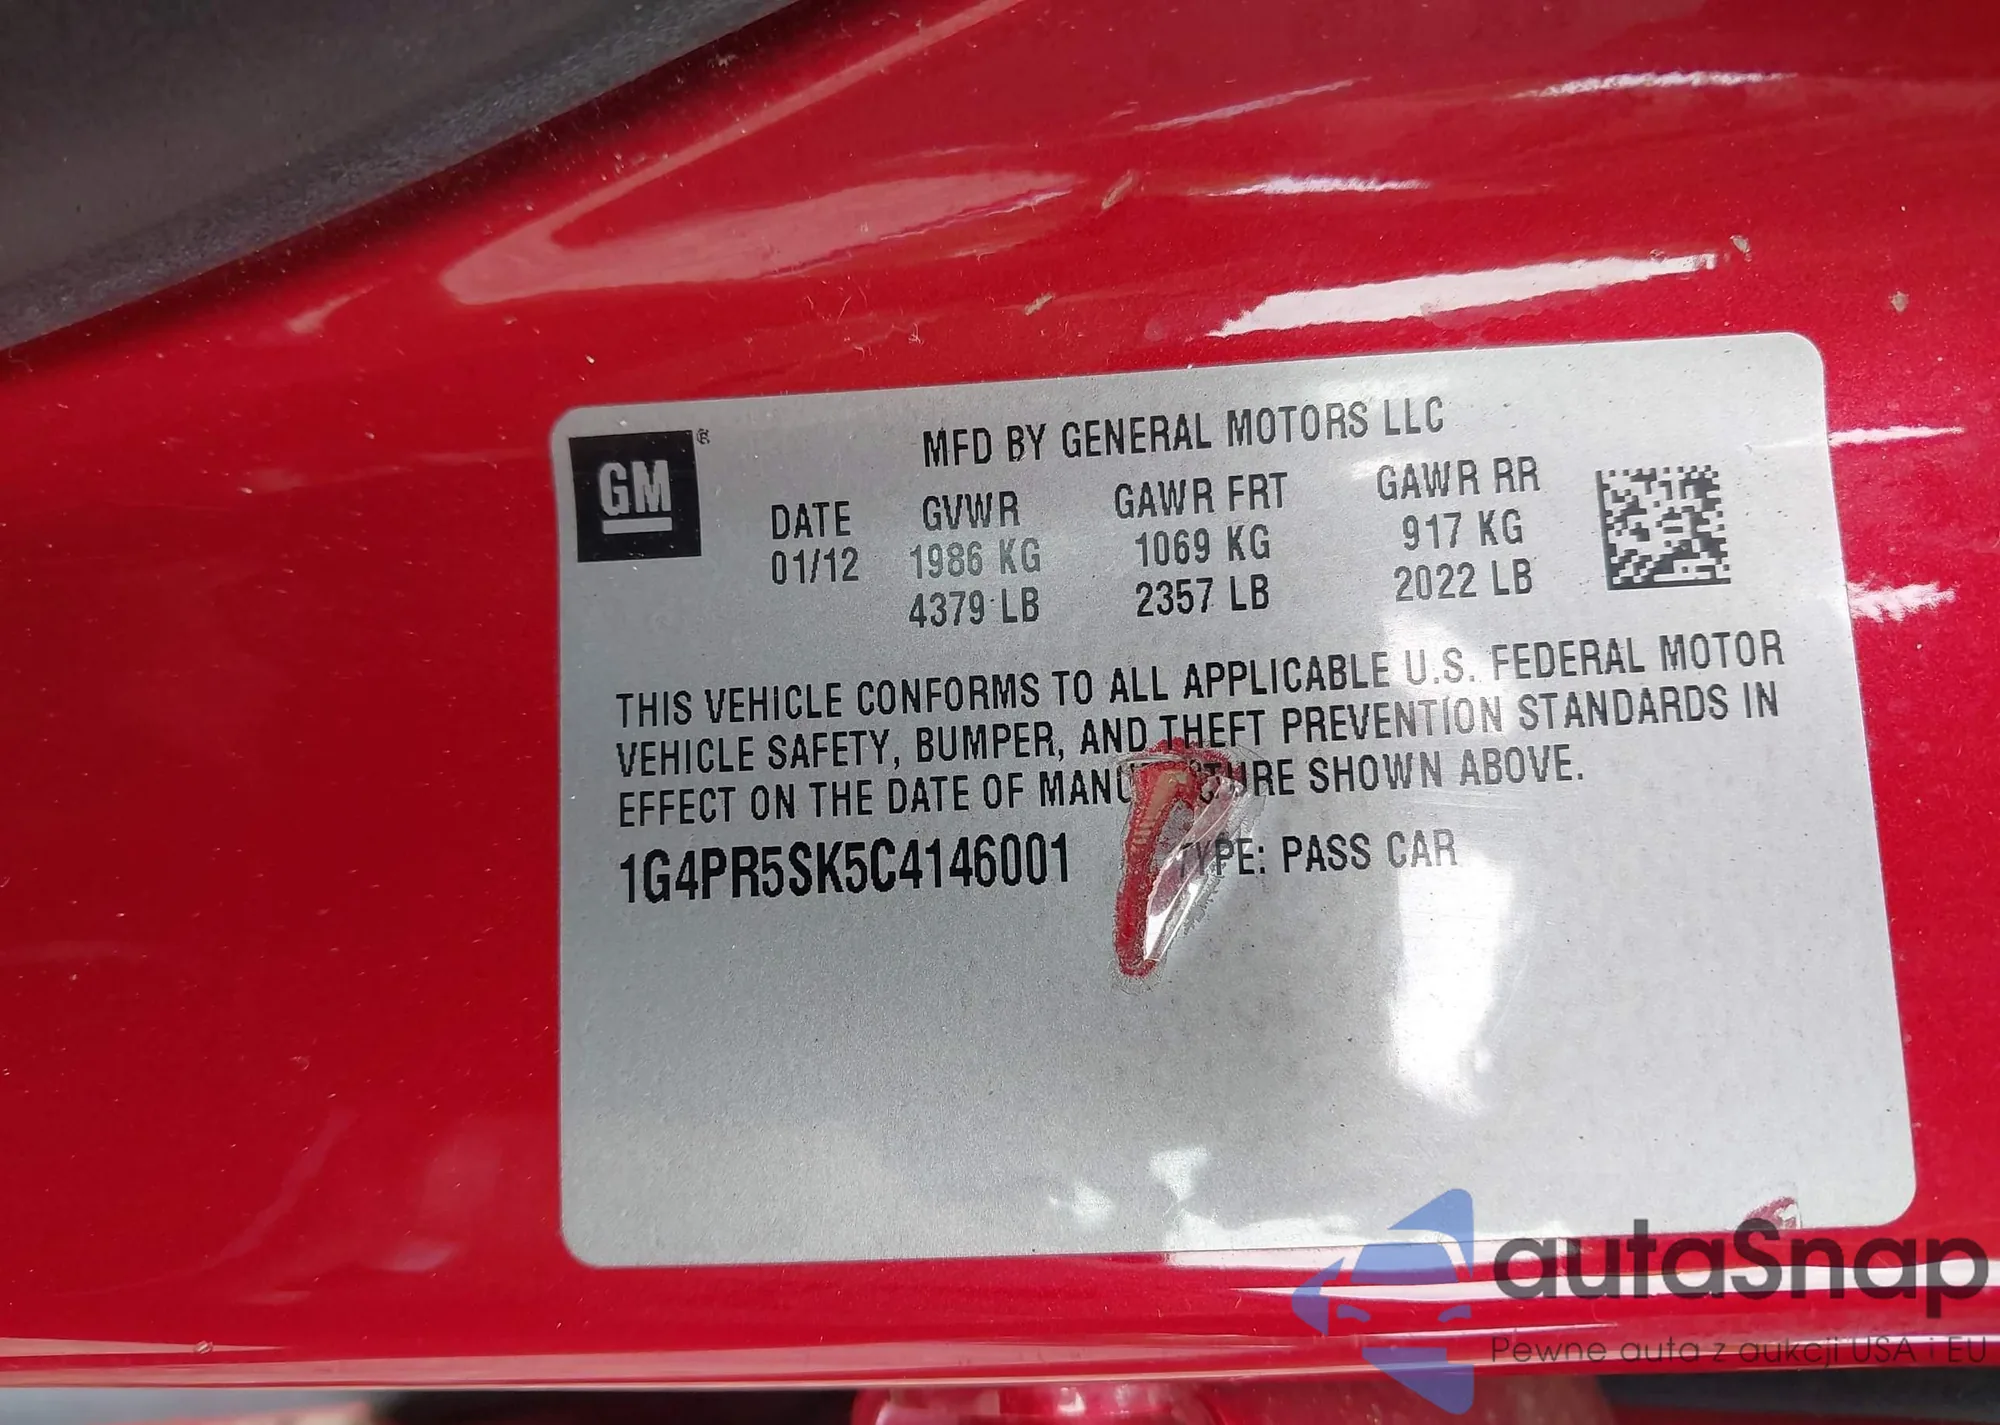 GM ®
MFD BY GENERAL MOTORS LLC
DATE GVWR GAWR FRT GAWR RR
01/12 1986 KG 1069 KG 917 KG
4379 LB 2357 LB 2022 LB
THIS VEHICLE CONFORMS TO ALL APPLICABLE U.S. FEDERAL MOTOR
VEHICLE SAFETY, BUMPER, AND THEFT PREVENTION STANDARDS IN
EFFECT ON THE DATE OF SHOWN ABOVE.
1G4PR5SK5C4146001 TYPE: PASS CAR
autaSnap
Pewne auta z aukcji USA i EU